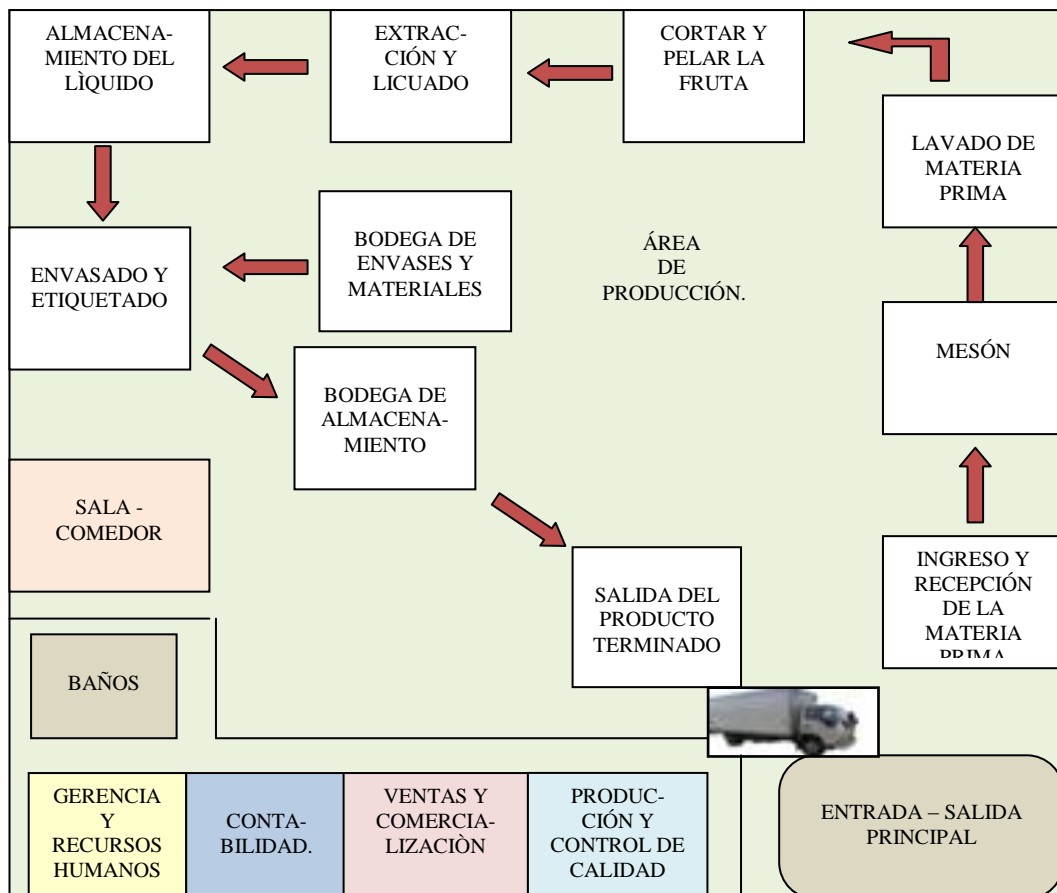 ALMACENA-
MIENTO DEL
LÌQUIDO
EXTRAC-
CIÓN Y
LICUADO
CORTAR Y
PELAR LA
FRUTA
LAVADO DE
MATERIA
PRIMA
ENVASADO Y
ETIQUETADO
BODEGA DE
ENVASES Y
MATERIALES
ÁREA
DE
PRODUCCIÓN.
MESÓN
BODEGA DE
ALMACENA-
MIENTO
SALA -
COMEDOR
SALIDA DEL
PRODUCTO
TERMINADO
INGRESO Y
RECEPCIÓN
DE LA
MATERIA
PRIMA
BAÑOS
GERENCIA
Y
RECURSOS
HUMANOS
CONTA-
BILIDAD.
VENTAS Y
COMERCIA-
LIZACIÒN
PRODUC-
CIÓN Y
CONTROL DE
CALIDAD
ENTRADA – SALIDA
PRINCIPAL